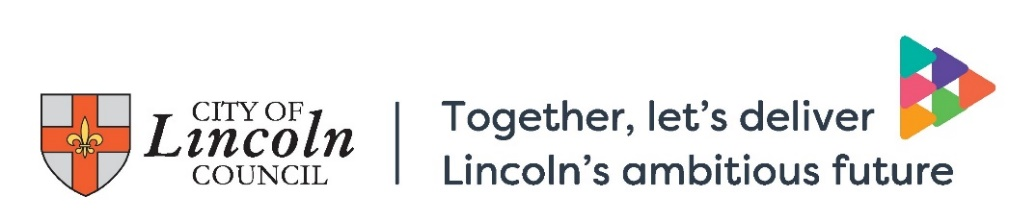 CITY OF
Lincoln
COUNCIL
Together, let's deliver
Lincoln's ambitious future